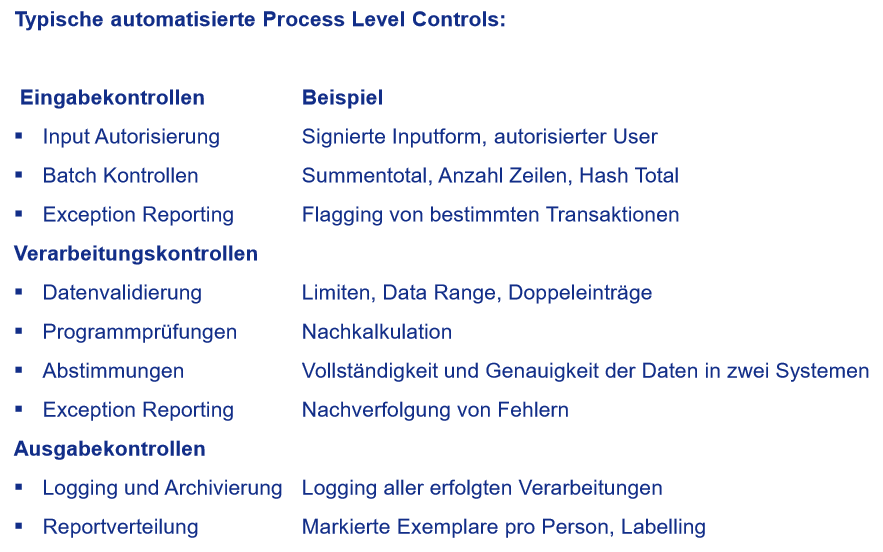 Typische automatisierte Process Level Controls:
Eingabekontrollen Beispiel
▪ Input Autorisierung Signierte Inputform, autorisierter User
▪ Batch Kontrollen Summentotal, Anzahl Zeilen, Hash Total
▪ Exception Reporting Flagging von bestimmten Transaktionen
Verarbeitungskontrollen
▪ Datenvalidierung Limiten, Data Range, Doppeleinträge
▪ Programmprüfungen Nachkalkulation
▪ Abstimmungen Vollständigkeit und Genauigkeit der Daten in zwei Systemen
▪ Exception Reporting Nachverfolgung von Fehlern
Ausgabekontrollen
▪ Logging und Archivierung Logging aller erfolgten Verarbeitungen
▪ Reportverteilung Markierte Exemplare pro Person, Labelling